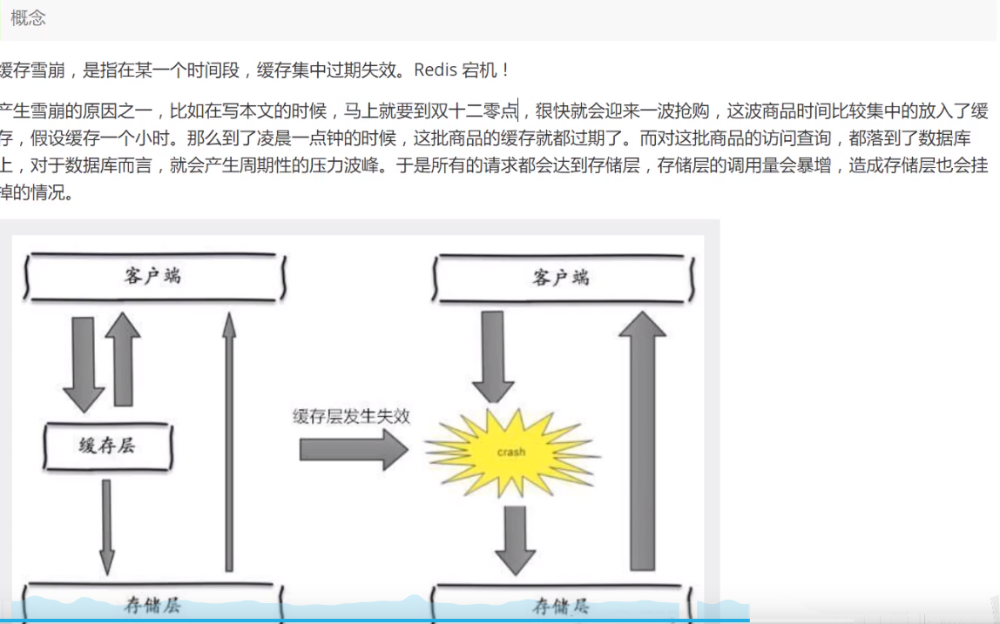 概念
缓存雪崩，是指在某一个时间段，缓存集中过期失效。Redis 宕机！
产生雪崩的原因之一，比如在写本文的时候，马上就要到双十二零点，很快就会迎来一波抢购，这波商品时间比较集中的放入了缓
存，假设缓存一个小时。那么到了凌晨一点钟的时候，这批商品的缓存就都过期了。而对这批商品的访问查询，都落到了数据库
上，对于数据库而言，就会产生周期性的压力波峰。于是所有的请求都会达到存储层，存储层的调用量会暴增，造成存储层也会挂
掉的情况。
客户端
客户端
缓存层发生失效
缓存层
crash
存储层
存储层